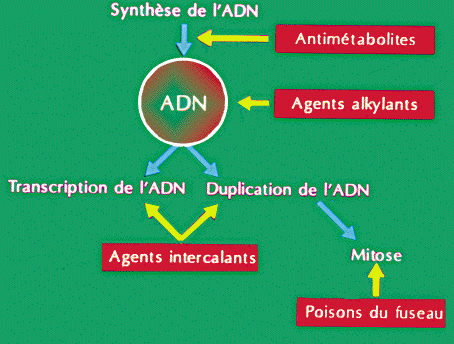 Synthèse de l'ADN
Antimétabolites
ADN
Agents alkylants
Transcription de l'ADN
Duplication de l'ADN
Agents intercalants
Mitose
Poisons du fuseau